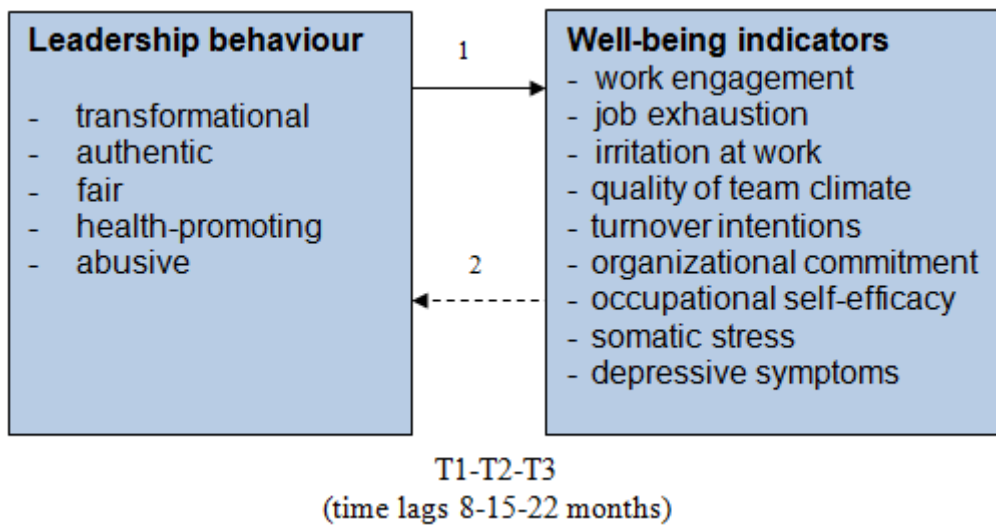 Leadership behaviour
- transformational
- authentic
- fair
- health-promoting
- abusive
1
2
Well-being indicators
- work engagement
- job exhaustion
- irritation at work
- quality of team climate
- turnover intentions
- organizational commitment
- occupational self-efficacy
- somatic stress
- depressive symptoms
T1-T2-T3
(time lags 8-15-22 months)